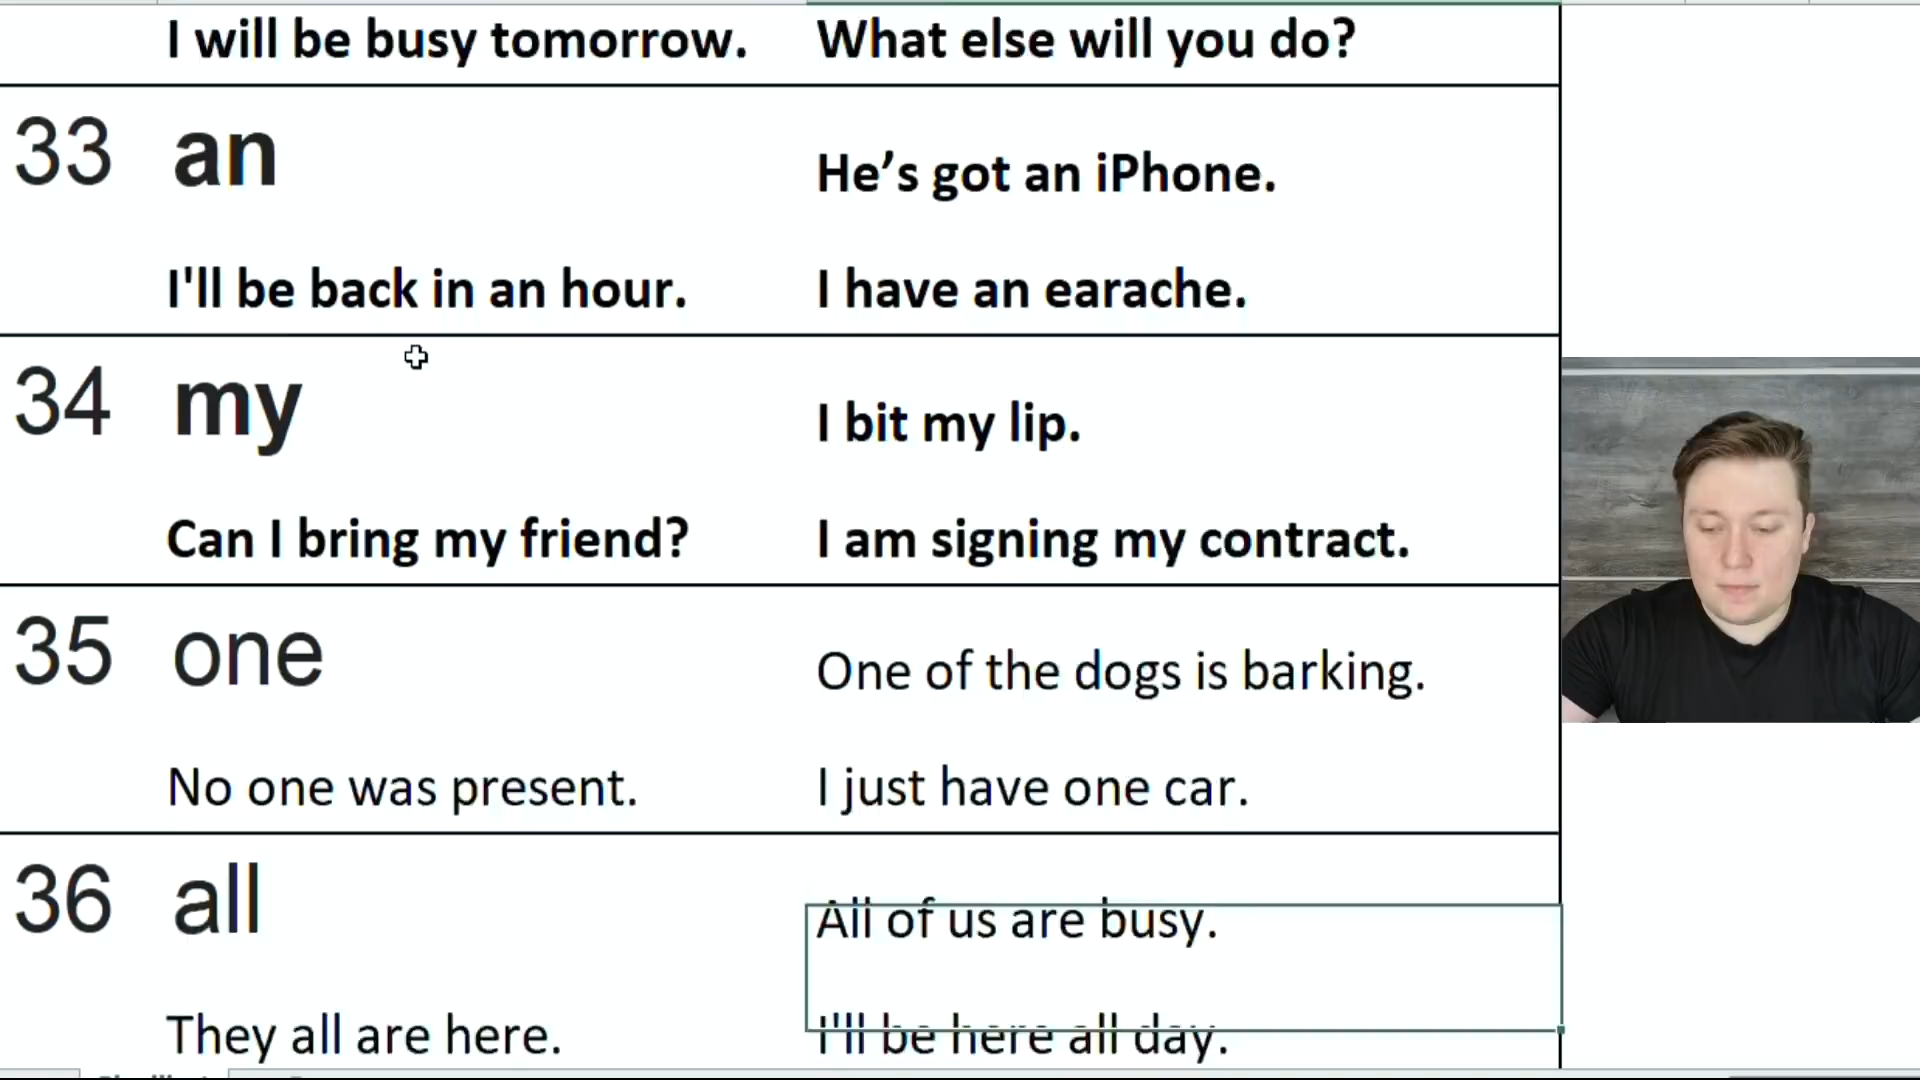 I will be busy tomorrow. What else will you do?
33 an He’s got an iPhone.
I'll be back in an hour. I have an earache.
34 my I bit my lip.
Can I bring my friend? I am signing my contract.
35 one One of the dogs is barking.
No one was present. I just have one car.
36 all All of us are busy.
They all are here. I'll be here all day.